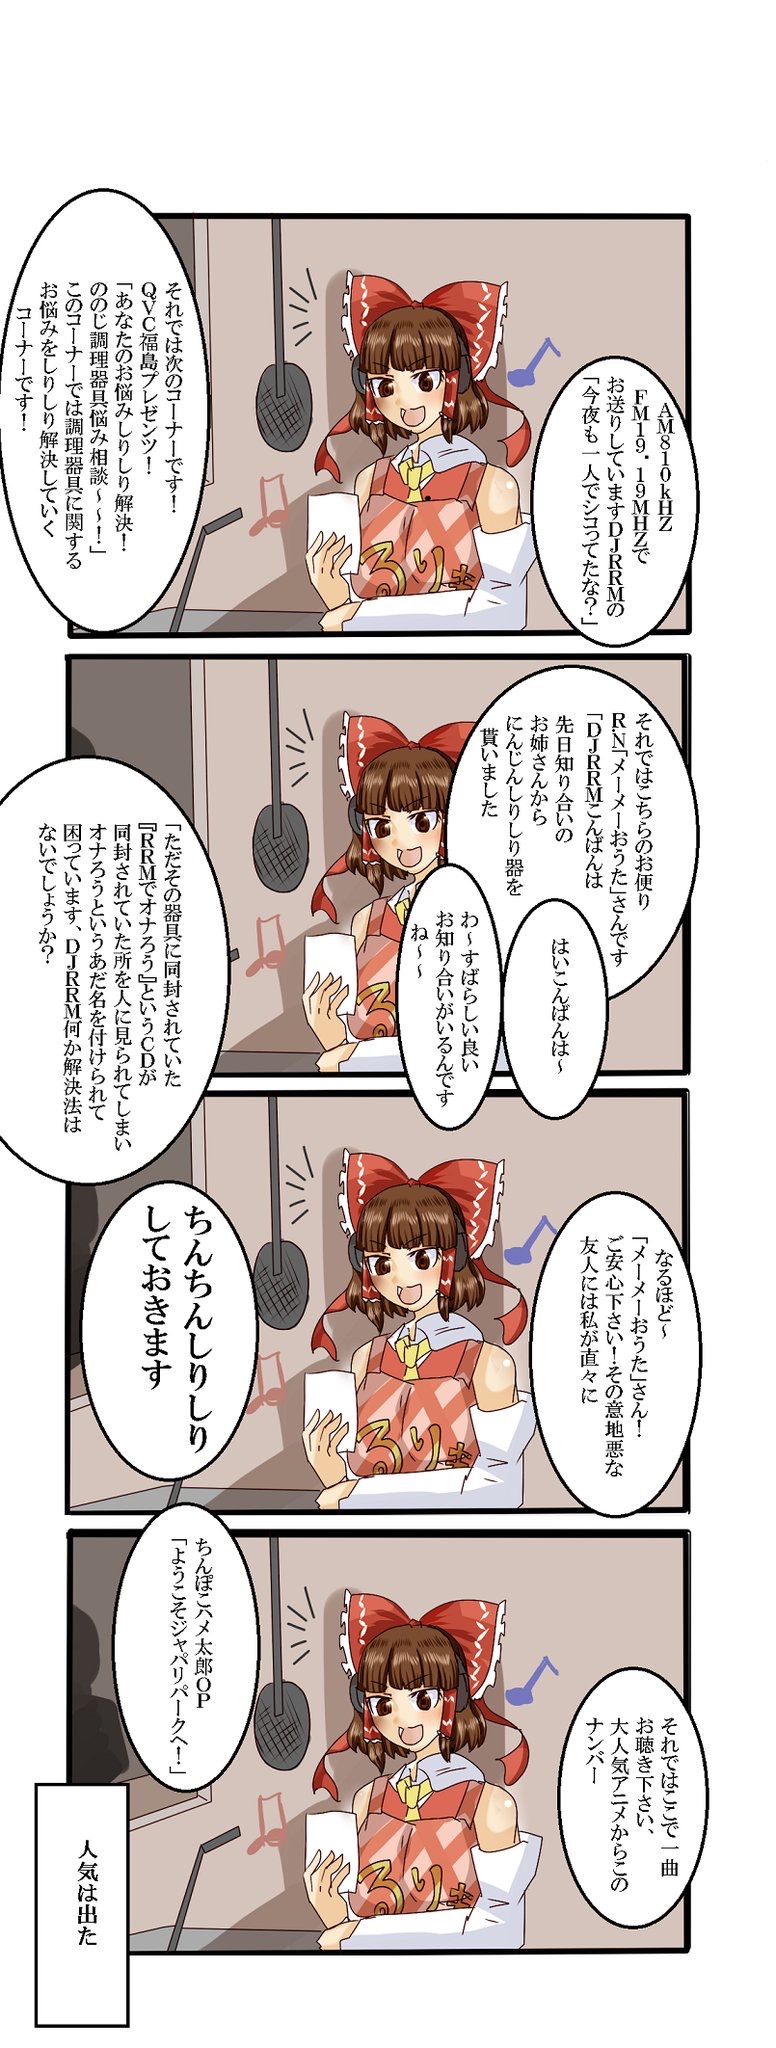 AM810kHZ
FM19.19MHZで
お送りしていますDJRRMの
「今夜も一人でシコってたな?」
それでは次のコーナーです!
QVC福島プレゼンツ!
「あなたのお悩みしりしり解決!
ののじ調理器具悩み相談～～!」
このコーナーでは調理器具に関する
お悩みをしりしり解決していく
コーナーです!
るりま
それではこちらのお便り
R.N「メーメーおうた」さんです
「DJRRMこんばんは
先日知り合いの
お姉さんから
にんじんしりしり器を
貰いました
はいこんばんは～
わ～すばらしい良い
お知り合いがいるんです
ね～～
「ただその器具に同封されていた
『RRMでオナろう』というCDが
同封されていた所を人に見られてしまい
オナろうというあだ名を付けられて
困っています、DJRRM何か解決法は
ないでしょうか?
る
なるほど～
「メーメーおうた」さん!
ご安心下さい!その意地悪な
友人には私が直々に
ちんちんしりしり
しておきます
るりま
それではここで一曲
お聴き下さい、
大人気アニメからこの
ナンバー
ちんぽこハメ太郎OP
「ようこそジャパリパークへ!」
るりま
人気は出た